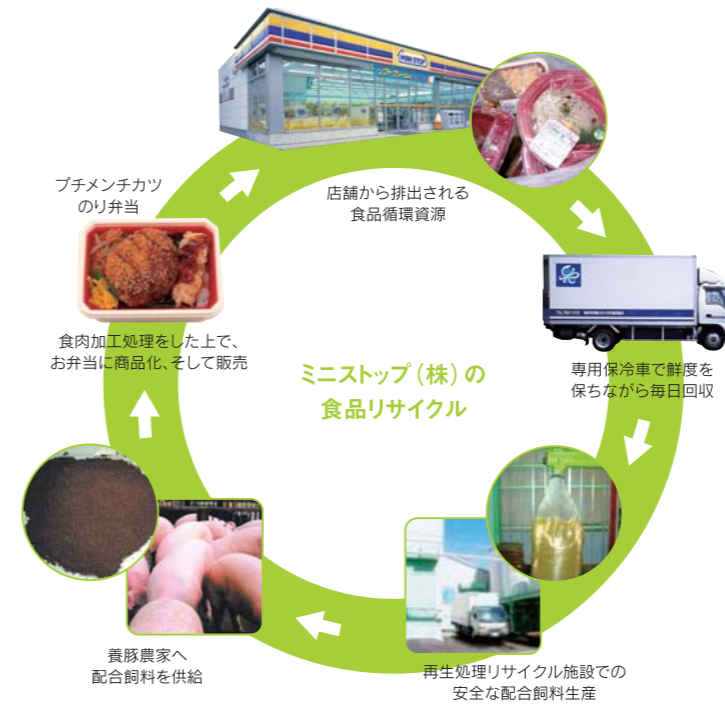 MINI STOP
店舗から排出される
食品循環資源
専用保冷車で鮮度を
保ちながら毎日回収
再生処理リサイクル施設での
安全な配合飼料生産
養豚農家へ
配合飼料を供給
食肉加工処理をした上で、
お弁当に商品化、そして販売
プチメンチカツ
のり弁当
ミニストップ(株)の
食品リサイクル